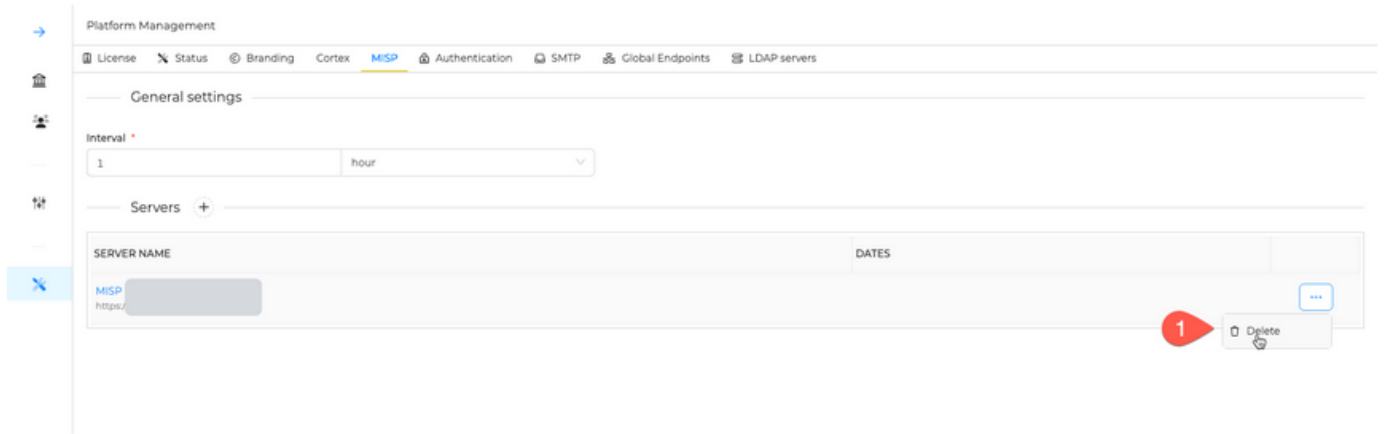 Platform Management
License Status Branding Cortex MISP Authentication SMTP Global Endpoints LDAP servers
General settings
Interval *
1 hour
Servers +
SERVER NAME DATES
MISP
https:/
...
1 Delete